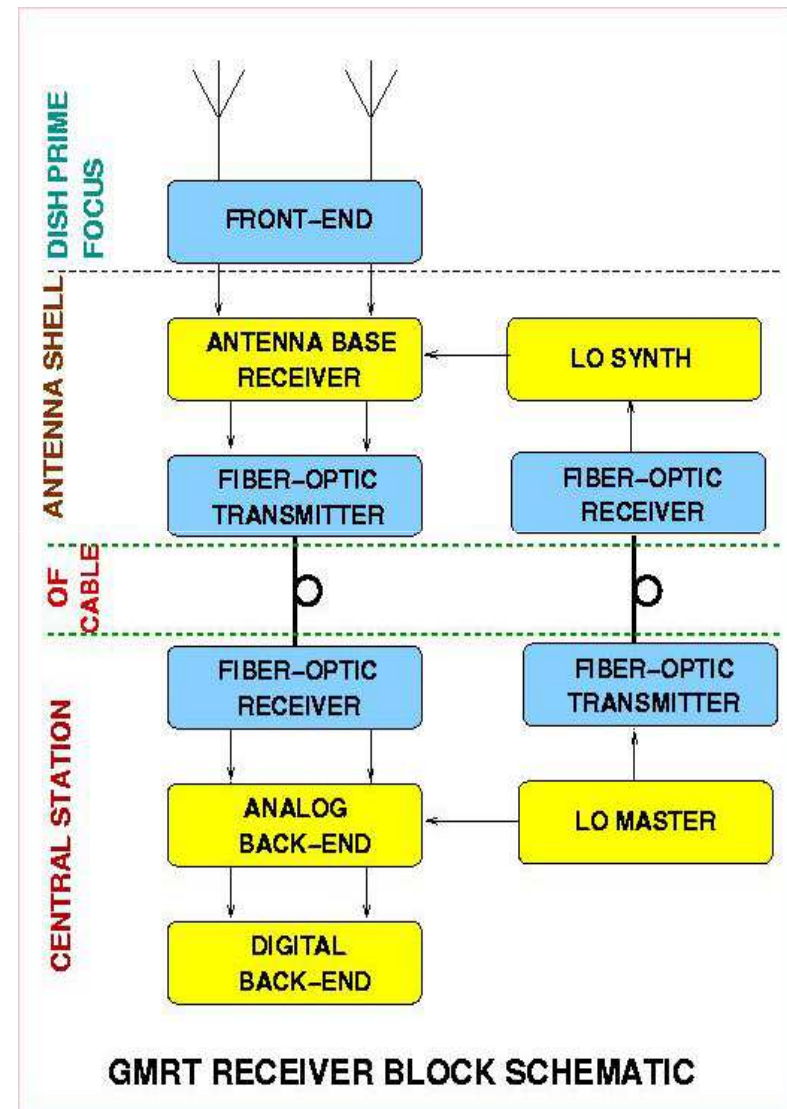 DISH PRIME
FOCUS
FRONT-END
ANTENNA SHELL
ANTENNA BASE
RECEIVER
LO SYNTH
FIBER-OPTIC
TRANSMITTER
FIBER-OPTIC
RECEIVER
OF
CABLE
CENTRAL STATION
FIBER-OPTIC
RECEIVER
FIBER-OPTIC
TRANSMITTER
ANALOG
BACK-END
LO MASTER
DIGITAL
BACK-END
GMRT RECEIVER BLOCK SCHEMATIC